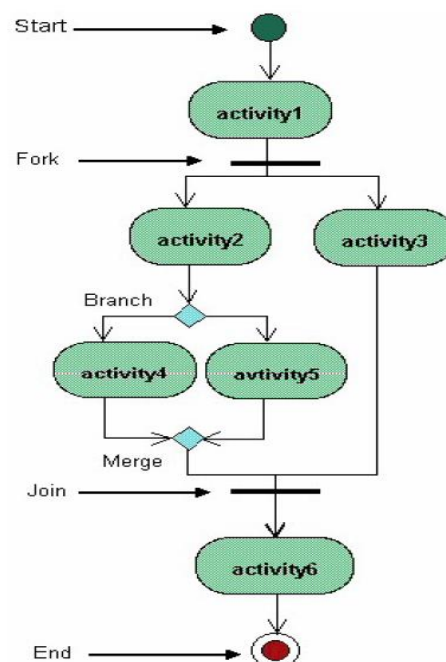 Start
activity1
Fork
activity2
activity3
Branch
activity4
avtivity5
Merge
Join
activity6
End